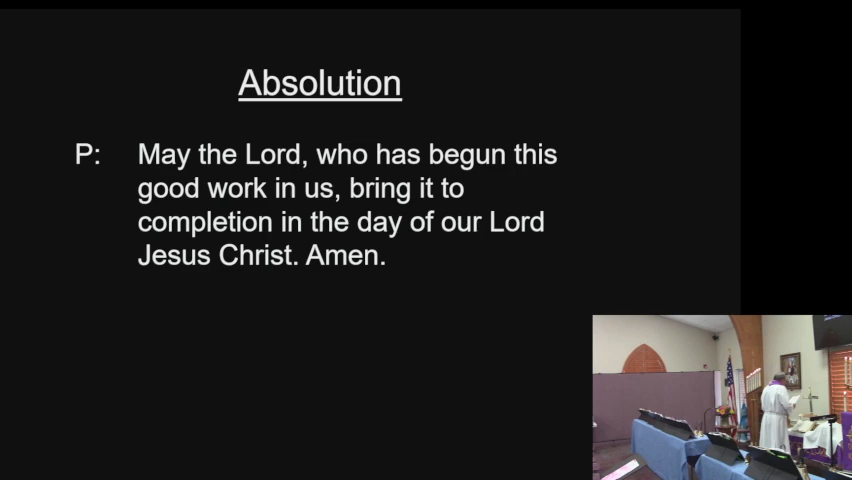 Absolution
P: May the Lord, who has begun this
good work in us, bring it to
completion in the day of our Lord
Jesus Christ. Amen.